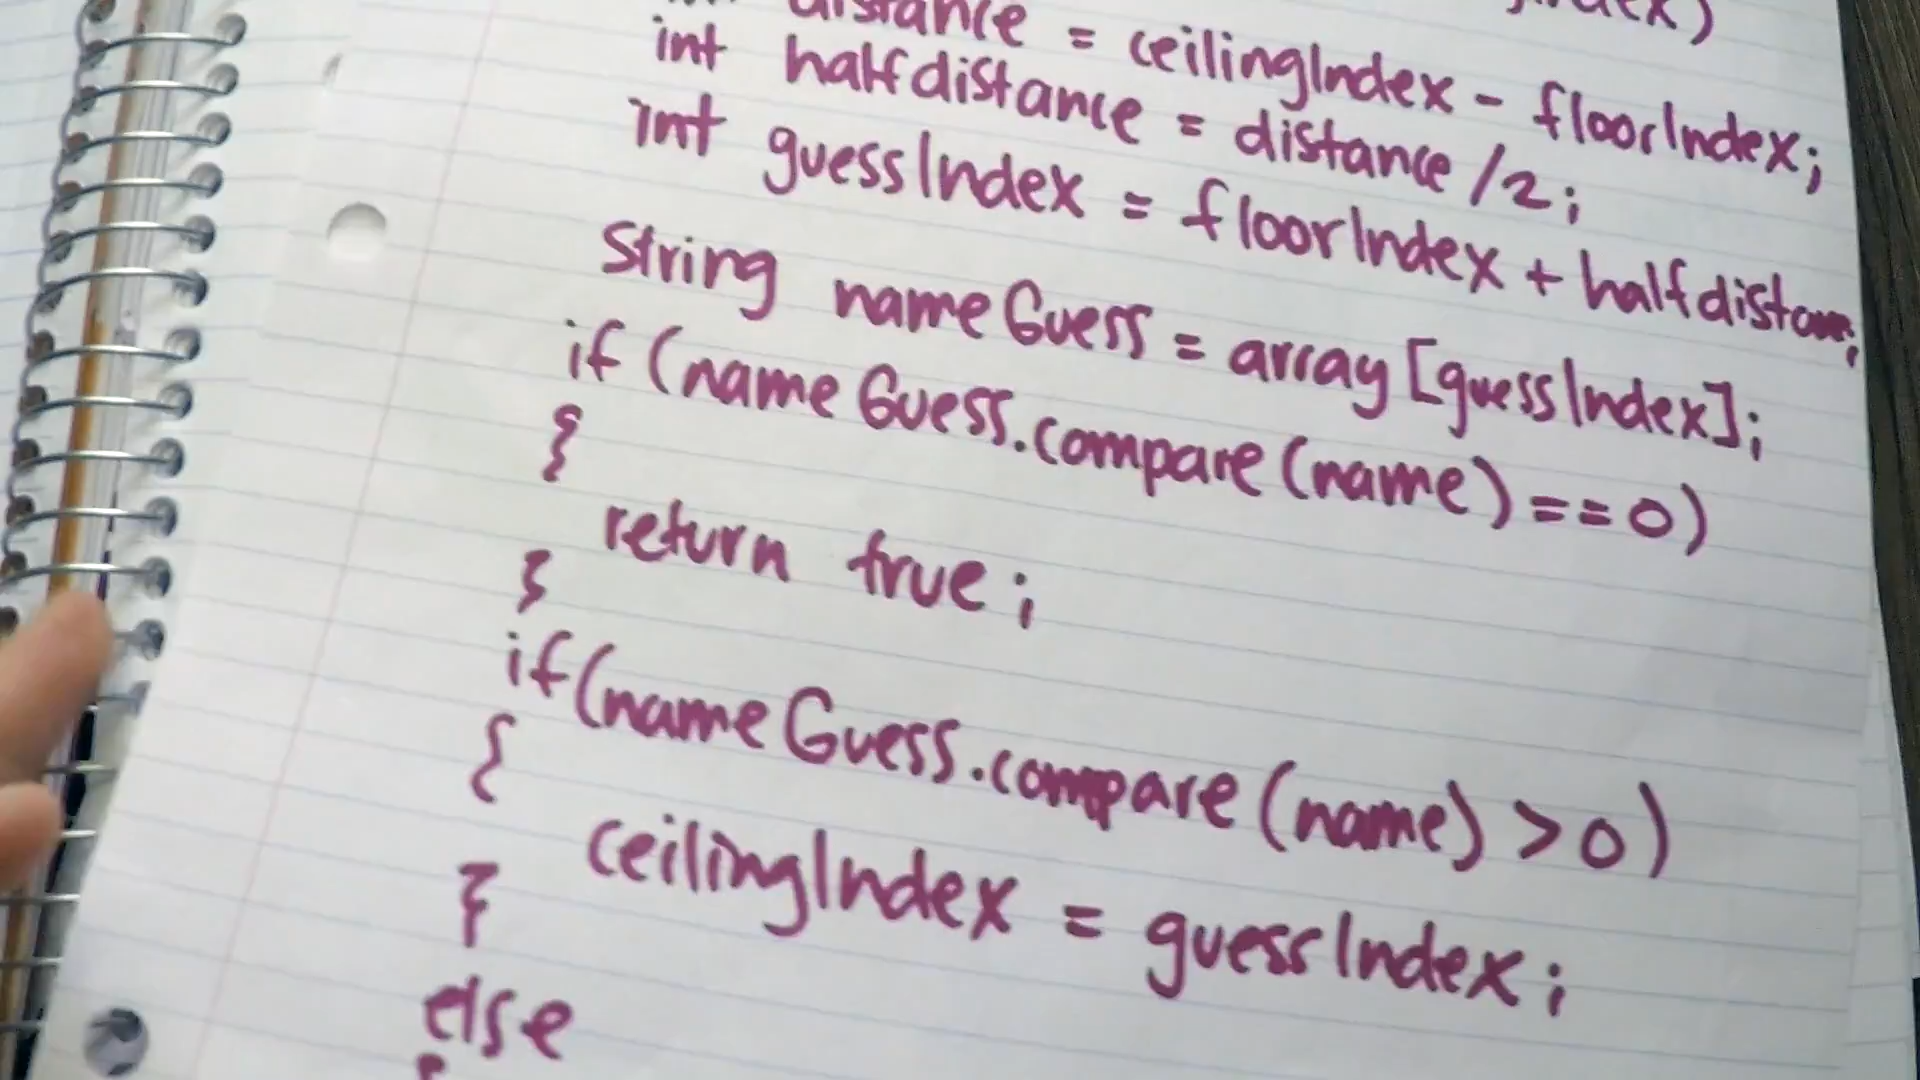 distance = ceilingIndex - floorIndex;
int halfdistance = distance /2;
int guessIndex = floorIndex + halfdistance;
String nameGuess = array [guessIndex];
if (nameGuess.compare (name) == 0)
{
return true;
}
if (nameGuess.compare (name) > 0)
{
ceilingIndex = guessIndex;
}
else